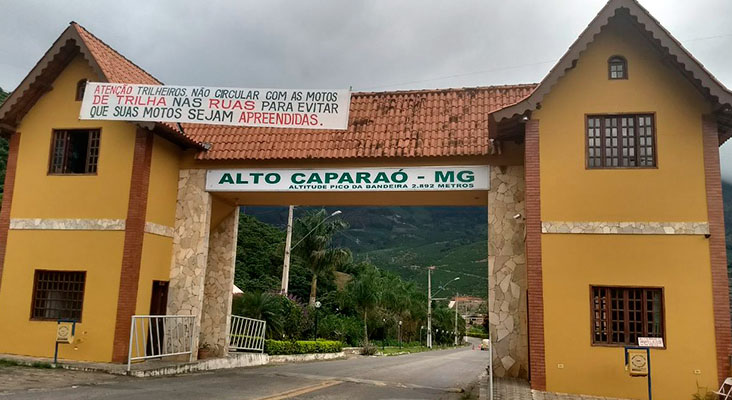 ATENÇÃO TRILHEIROS, NÃO CIRCULAR COM AS MOTOS
DE TRILHA NAS RUAS PARA EVITAR
QUE SUAS MOTOS SEJAM APREENDIDAS.
ALTO CAPARAÓ - MG
ALTITUDE PICO DA BANDEIRA 2.892 METROS